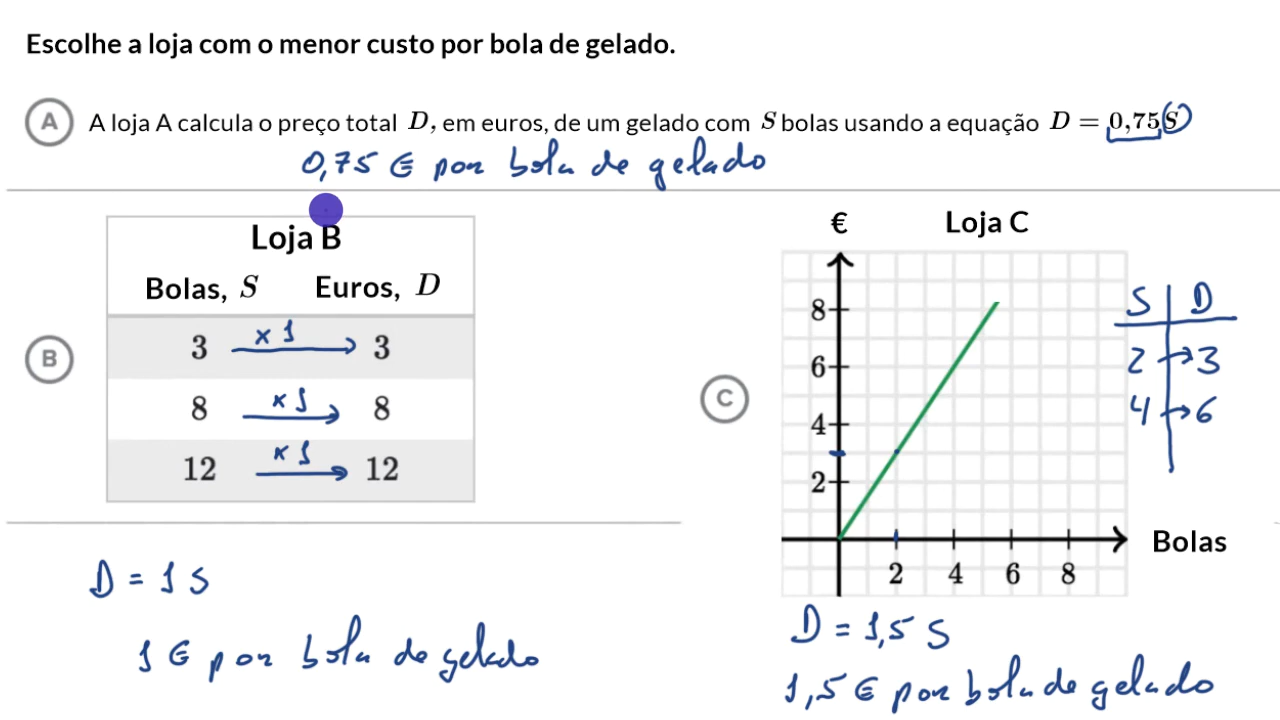 Escolhe a loja com o menor custo por bola de gelado.
A A loja A calcula o preço total D, em euros, de um gelado com S bolas usando a equação D = 0,75S
0,75 € por bola de gelado
Loja B
Bolas, S Euros, D
B
3 x 1 3
8 x 1 8
12 x 1 12
D = 1 S
1 € por bola de gelado
€ Loja C
C
8
6
4
2
2 4 6 8 Bolas
S D
2 → 3
4 → 6
D = 1,5 S
1,5 € por bola de gelado